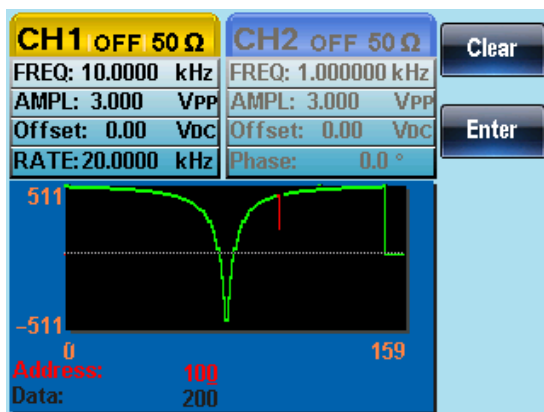 CH1 OFF 50 Ω
FREQ: 10.0000 kHz
AMPL: 3.000 VPP
Offset: 0.00 VDC
RATE:20.0000 kHz
CH2 OFF 50 Ω
FREQ: 1.000000 kHz
AMPL: 3.000 VPP
Offset: 0.00 VDC
Phase: 0.0 °
Clear
Enter
511
-511
0 159
Address: 100
Data: 200